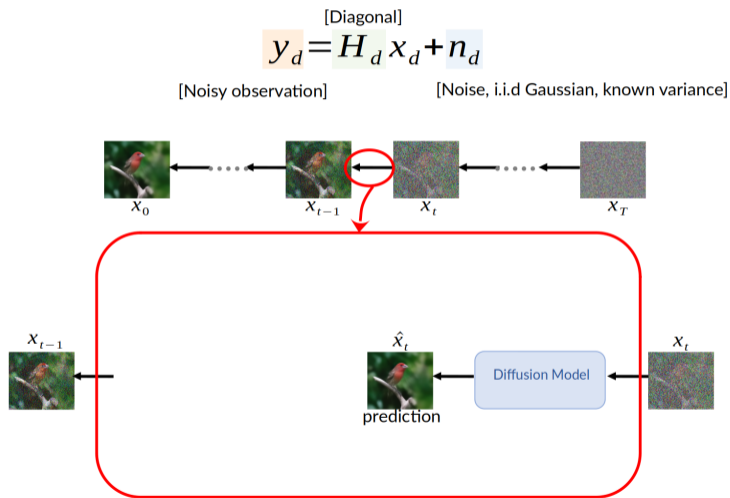 [Diagonal]
y_d = H_d x_d + n_d
[Noisy observation]
[Noise, i.i.d Gaussian, known variance]
x_0
x_{t-1}
x_t
x_T
x_{t-1}
x̂_t
x_t
Diffusion Model
prediction